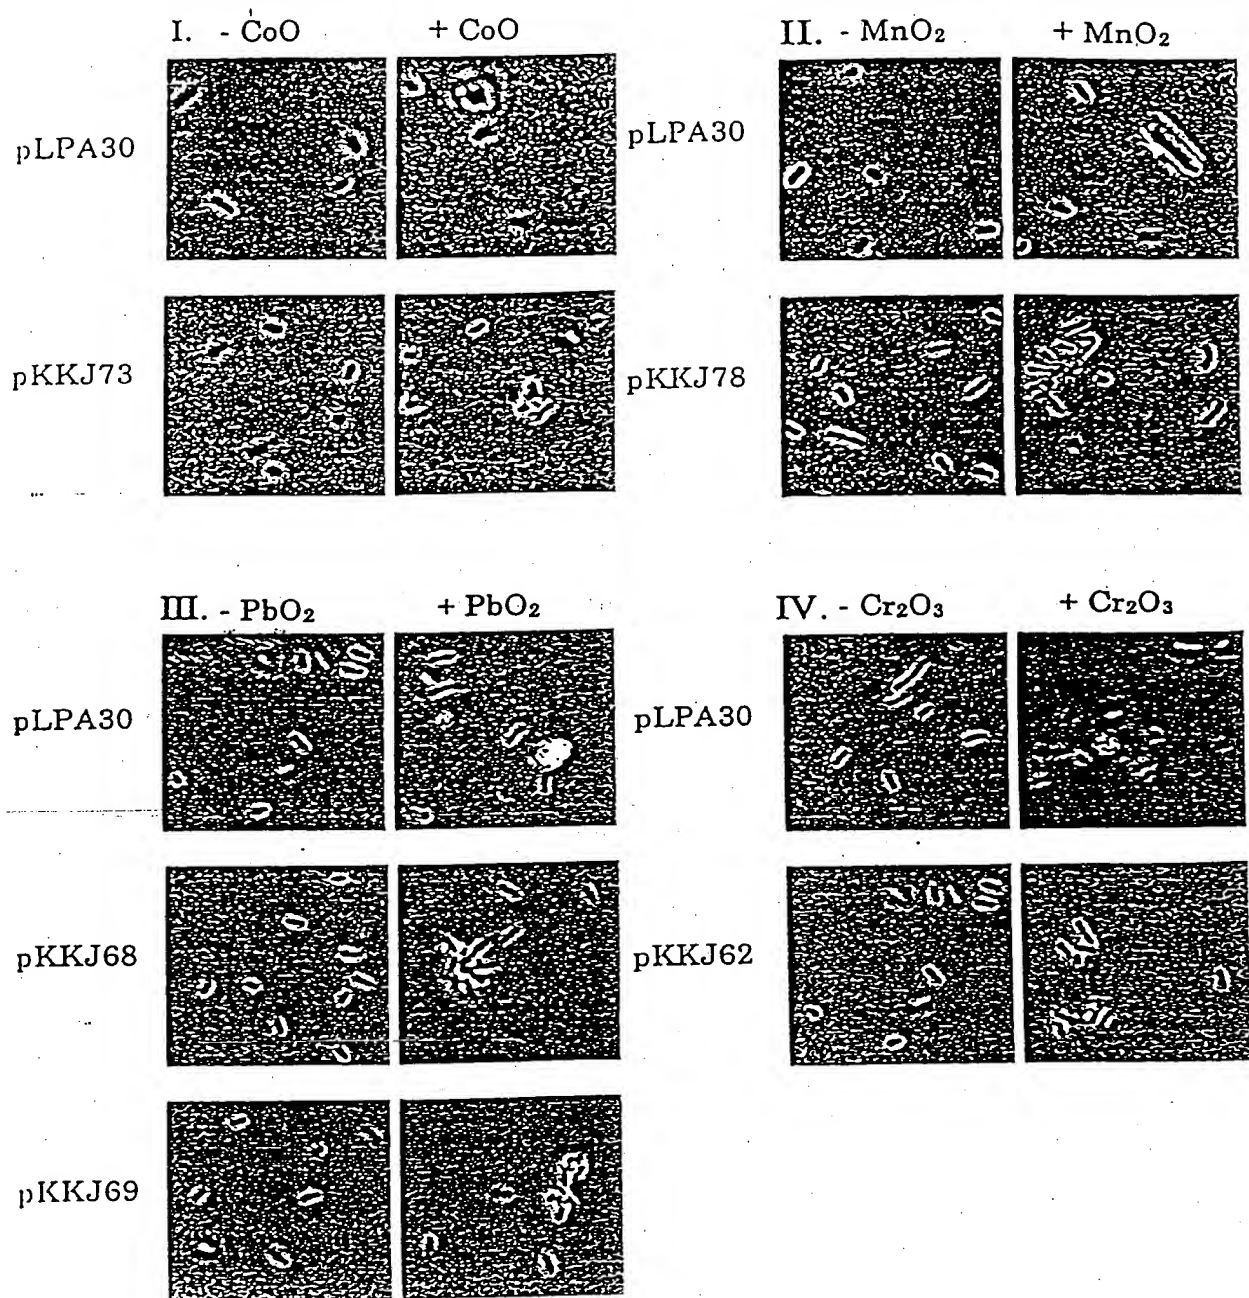 I. - CoO + CoO II. - MnO₂ + MnO₂
pLPA30 pLPA30
pKKJ73 pKKJ78
III. - PbO₂ + PbO₂ IV. - Cr₂O₃ + Cr₂O₃
pLPA30 pLPA30
pKKJ68 pKKJ62
pKKJ69